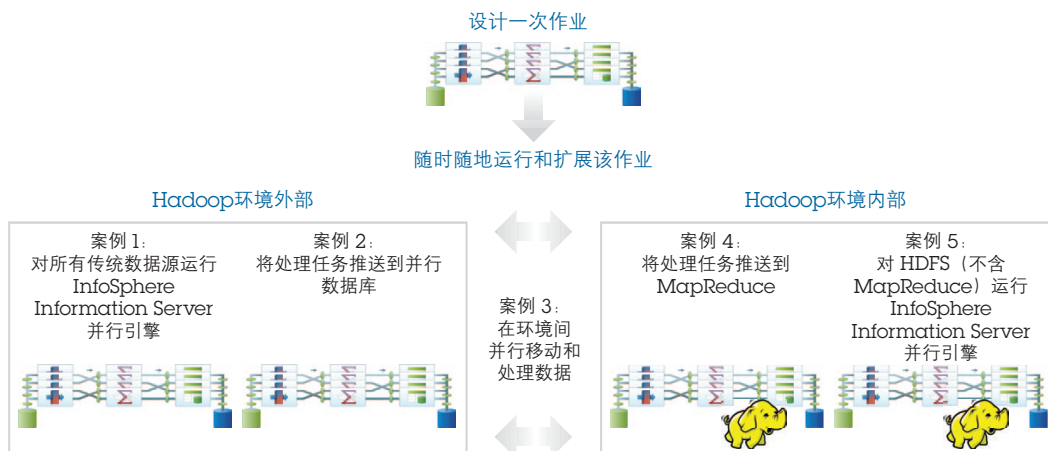 设计一次作业
随时随地运行和扩展该作业
Hadoop环境外部
案例 1：
对所有传统数据源运行
InfoSphere
Information Server
并行引擎
案例 2：
将处理任务推送到并行
数据库
案例 3：
在环境间
并行移动和
处理数据
Hadoop环境内部
案例 4：
将处理任务推送到
MapReduce
案例 5：
对 HDFS（不含
MapReduce）运行
InfoSphere
Information Server
并行引擎